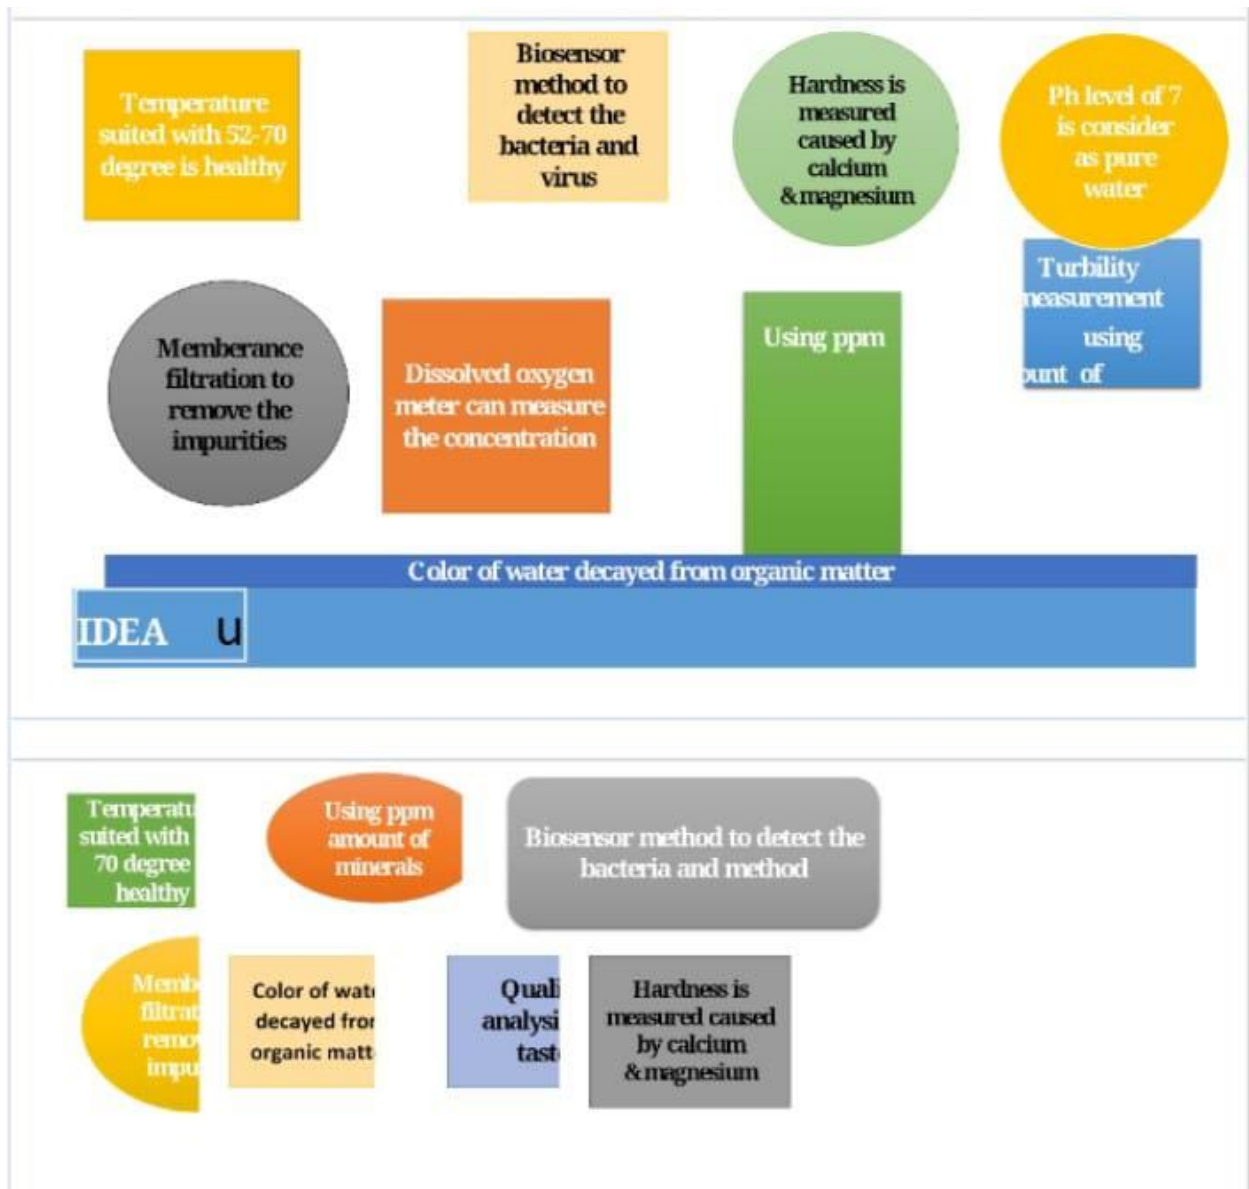 Temperature
suited with 52-70
degree is healthy
Biosensor
method to
detect the
bacteria and
virus
Hardness is
measured
caused by
calcium
&magnesium
Ph level of 7
is consider
as pure
water
Memberance
filtration to
remove the
impurities
Dissolved oxygen
meter can measure
the concentration
Using ppm
Turbility
neasurement
using
ount of
Color of water decayed from organic matter
IDEA u
Temperatu
suited with
70 degree
healthy
Using ppm
amount of
minerals
Biosensor method to detect the
bacteria and method
Memb
filtrat
remo
impu
Color of wate
decayed fror
organic matt
Quali
analysi
tast
Hardness is
measured caused
by calcium
&magnesium